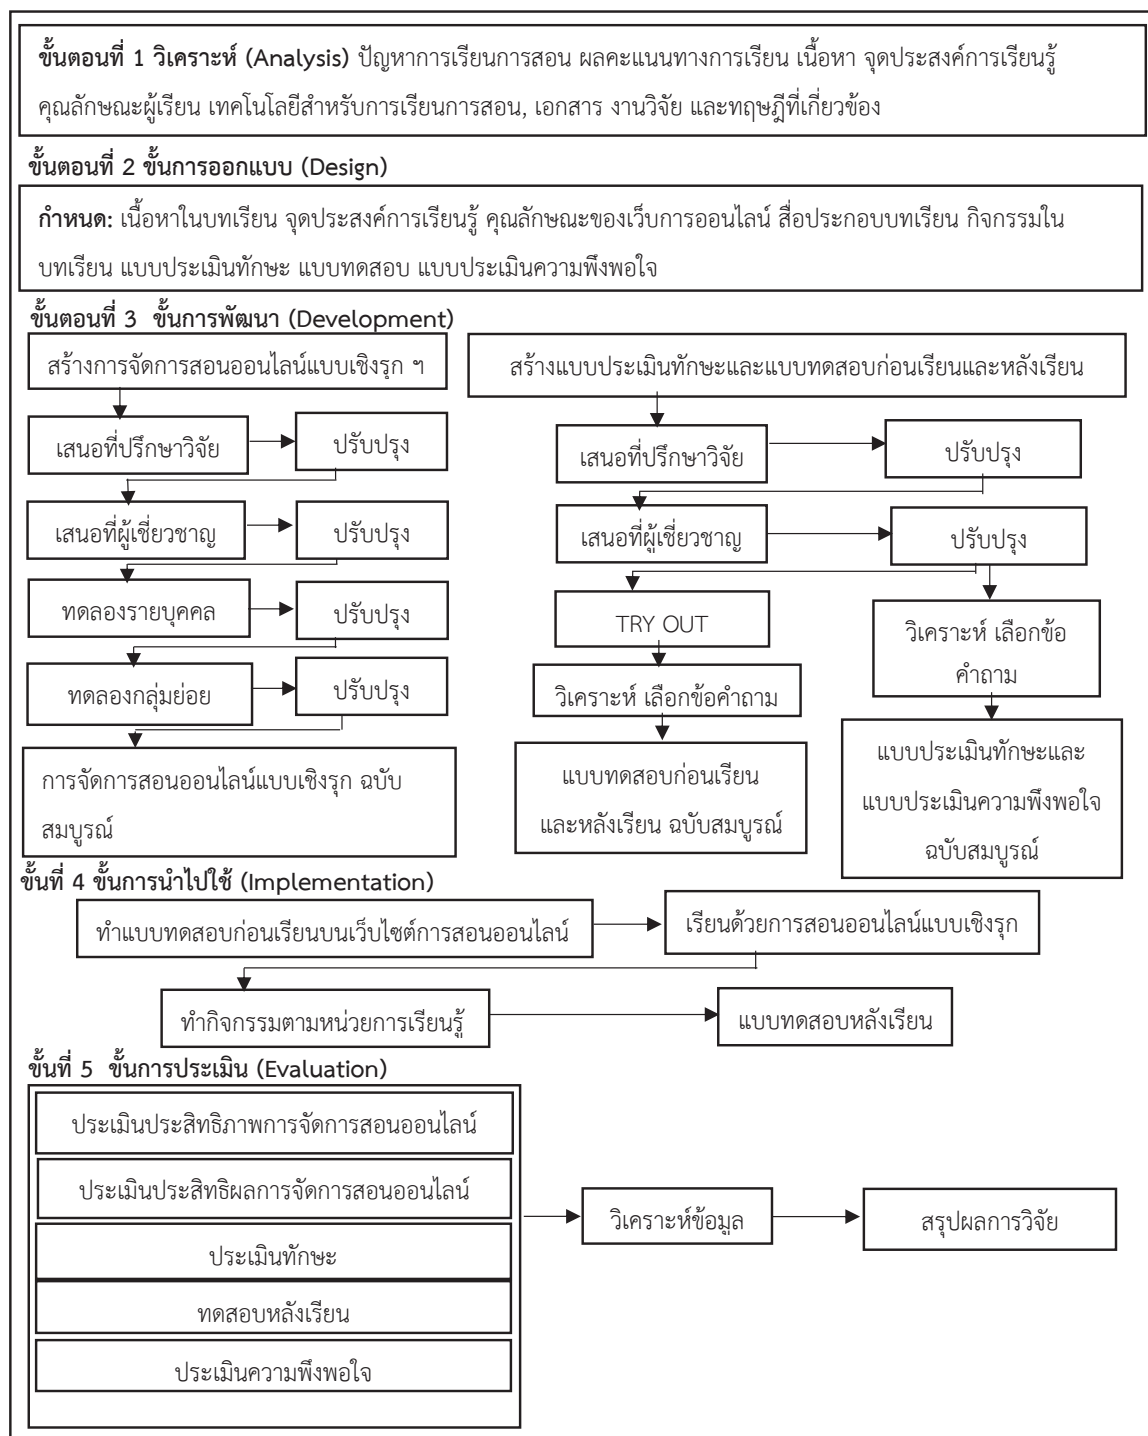 ขั้นตอนที่ 1 วิเคราะห์ (Analysis) ปัญหาการเรียนการสอน ผลคะแนนทางการเรียน เนื้อหา จุดประสงค์การเรียนรู้
คุณลักษณะผู้เรียน เทคโนโลยีสำหรับการเรียนการสอน, เอกสาร งานวิจัย และทฤษฎีที่เกี่ยวข้อง
ขั้นตอนที่ 2 ขั้นการออกแบบ (Design)
กำหนด: เนื้อหาในบทเรียน จุดประสงค์การเรียนรู้ คุณลักษณะของเว็บการออนไลน์ สื่อประกอบบทเรียน กิจกรรมใน
บทเรียน แบบประเมินทักษะ แบบทดสอบ แบบประเมินความพึงพอใจ
ขั้นตอนที่ 3 ขั้นการพัฒนา (Development)
สร้างการจัดการสอนออนไลน์แบบเชิงรุก ฯ
เสนอที่ปรึกษาวิจัย
ปรับปรุง
เสนอที่ผู้เชี่ยวชาญ
ปรับปรุง
ทดลองรายบุคคล
ปรับปรุง
ทดลองกลุ่มย่อย
ปรับปรุง
การจัดการสอนออนไลน์แบบเชิงรุก ฉบับ
สมบูรณ์
สร้างแบบประเมินทักษะและแบบทดสอบก่อนเรียนและหลังเรียน
เสนอที่ปรึกษาวิจัย
ปรับปรุง
เสนอที่ผู้เชี่ยวชาญ
ปรับปรุง
TRY OUT
วิเคราะห์ เลือกข้อคำถาม
แบบทดสอบก่อนเรียน
และหลังเรียน ฉบับสมบูรณ์
วิเคราะห์ เลือกข้อ
คำถาม
แบบประเมินทักษะและ
แบบประเมินความพึงพอใจ
ฉบับสมบูรณ์
ขั้นที่ 4 ขั้นการนำไปใช้ (Implementation)
ทำแบบทดสอบก่อนเรียนบนเว็บไซต์การสอนออนไลน์
เรียนด้วยการสอนออนไลน์แบบเชิงรุก
ทำกิจกรรมตามหน่วยการเรียนรู้
แบบทดสอบหลังเรียน
ขั้นที่ 5 ขั้นการประเมิน (Evaluation)
ประเมินประสิทธิภาพการจัดการสอนออนไลน์
ประเมินประสิทธิผลการจัดการสอนออนไลน์
ประเมินทักษะ
ทดสอบหลังเรียน
ประเมินความพึงพอใจ
วิเคราะห์ข้อมูล
สรุปผลการวิจัย